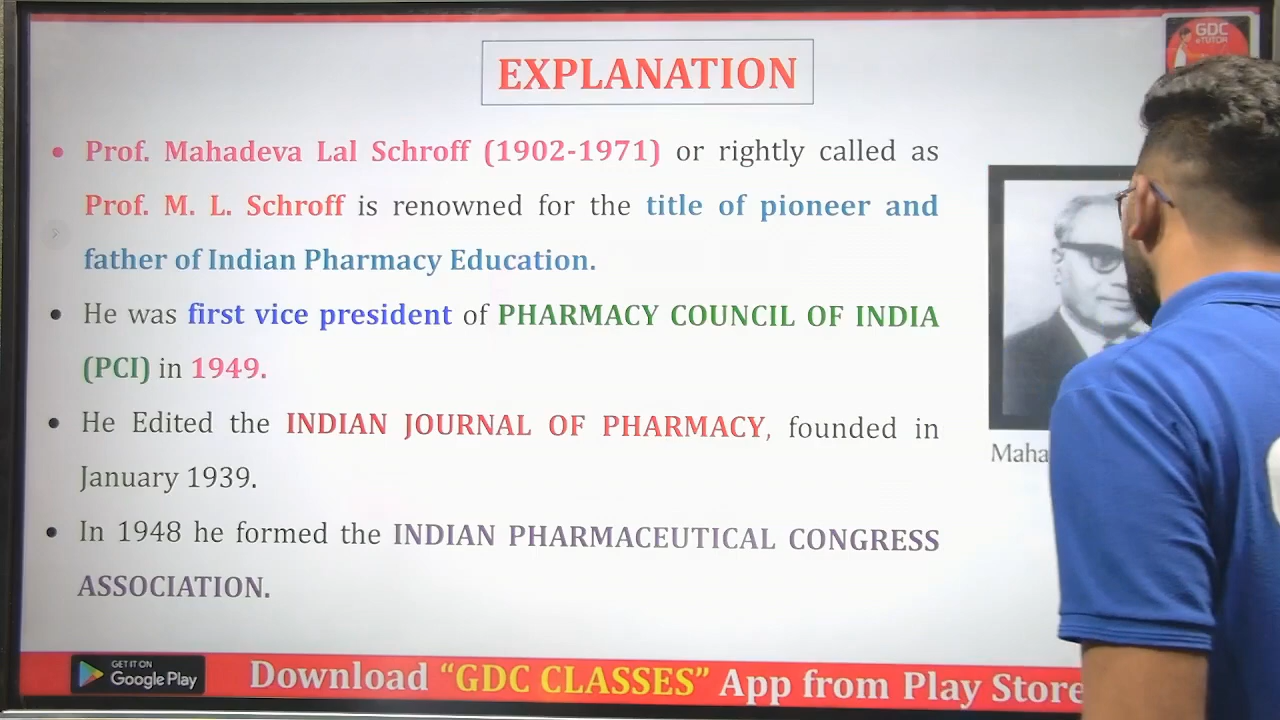 GDC
eTUTOR
EXPLANATION
• Prof. Mahadeva Lal Schroff (1902-1971) or rightly called as
Prof. M. L. Schroff is renowned for the title of pioneer and
father of Indian Pharmacy Education.
• He was first vice president of PHARMACY COUNCIL OF INDIA
(PCI) in 1949.
• He Edited the INDIAN JOURNAL OF PHARMACY, founded in
January 1939.
• In 1948 he formed the INDIAN PHARMACEUTICAL CONGRESS
ASSOCIATION.
Maha
GET IT ON
Google Play
Download “GDC CLASSES” App from Play Store